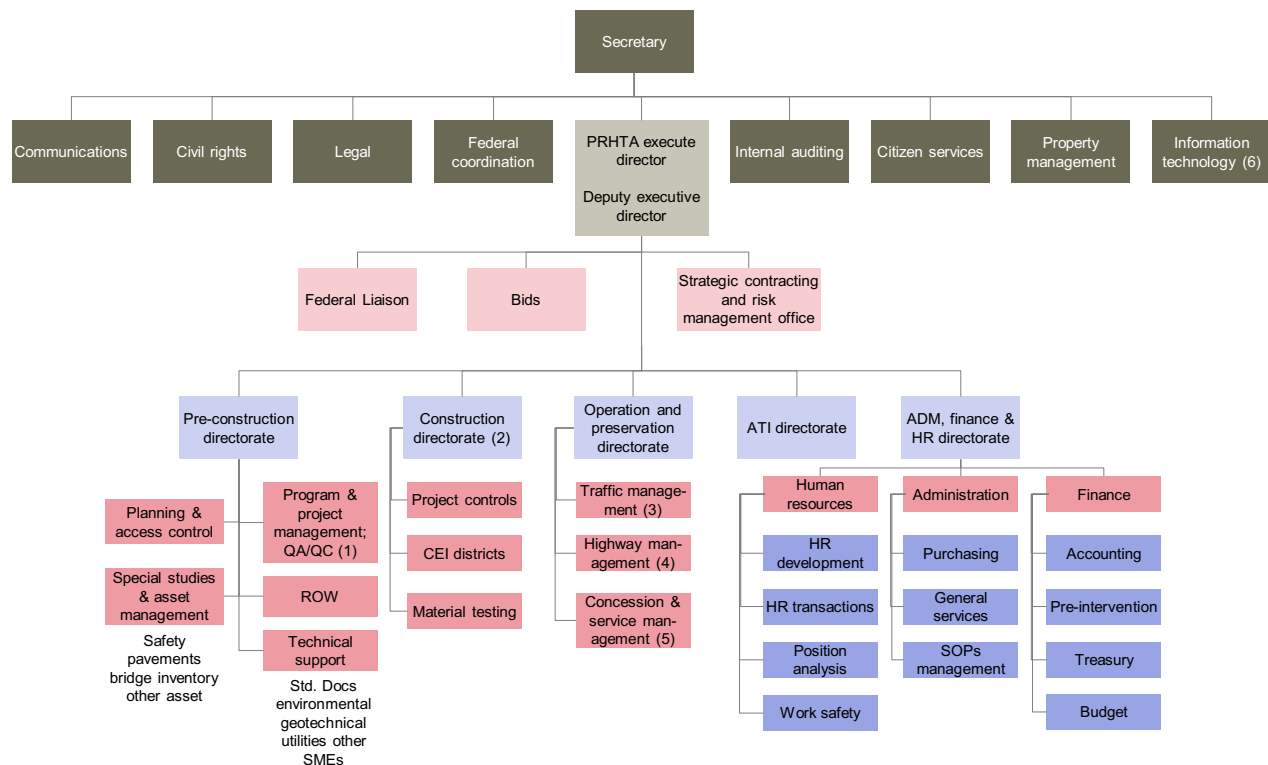 Secretary
Communications
Civil rights
Legal
Federal
coordination
PRHTA execute
director
Deputy executive
director
Internal auditing
Citizen services
Property
management
Information
technology (6)
Federal Liaison
Bids
Strategic contracting
and risk
management office
Pre-construction
directorate
Construction
directorate (2)
Operation and
preservation
directorate
ATI directorate
ADM, finance &
HR directorate
Planning &
access control
Special studies
& asset
management
Safety
pavements
bridge inventory
other asset
Program &
project
management;
QA/QC (1)
ROW
Technical
support
Std. Docs
environmental
geotechnical
utilities other
SMEs
Project controls
CEI districts
Material testing
Traffic manage-
ment (3)
Highway man-
agement (4)
Concession &
service man-
agement (5)
Human
resources
HR
development
HR transactions
Position
analysis
Work safety
Administration
Purchasing
General
services
SOPs
management
Finance
Accounting
Pre-intervention
Treasury
Budget